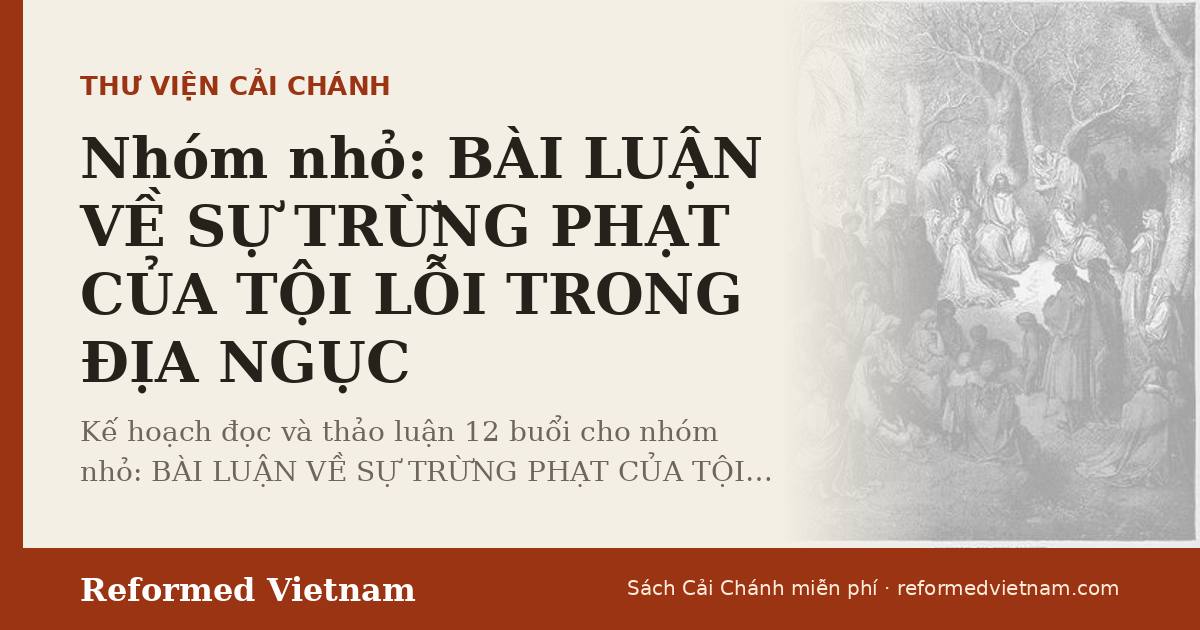 THƯ VIỆN CẢI CHÁNH
Nhóm nhỏ: BÀI LUẬN
VỀ SỰ TRỪNG PHẠT
CỦA TỘI LỖI TRONG
ĐỊA NGỤC
Kế hoạch đọc và thảo luận 12 buổi cho nhóm
nhỏ: BÀI LUẬN VỀ SỰ TRỪNG PHẠT CỦA TỘI...
Reformed Vietnam
Sách Cải Chánh miễn phí · reformedvietnam.com